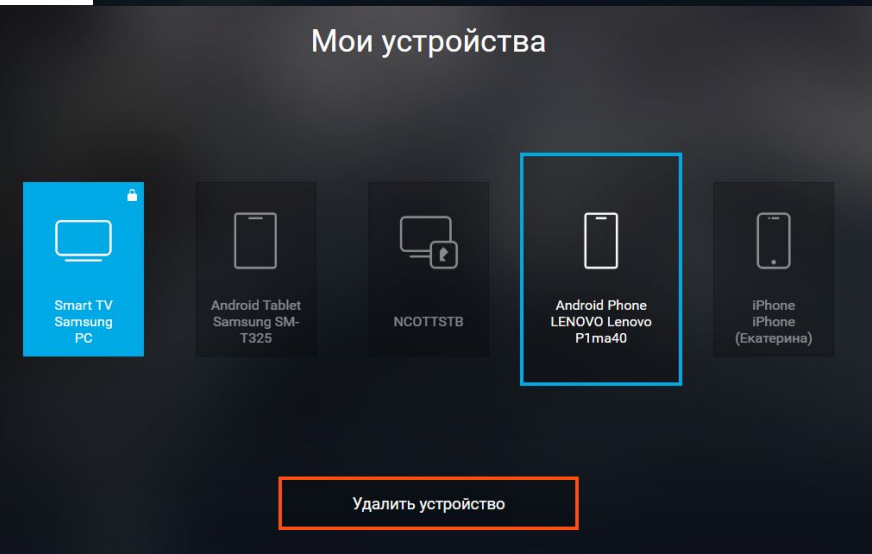 Мои устройства
Smart TV
Samsung
PC
Android Tablet
Samsung SM-
T325
NCOTTSTB
Android Phone
LENOVO Lenovo
P1ma40
iPhone
iPhone
(Екатерина)
Удалить устройство